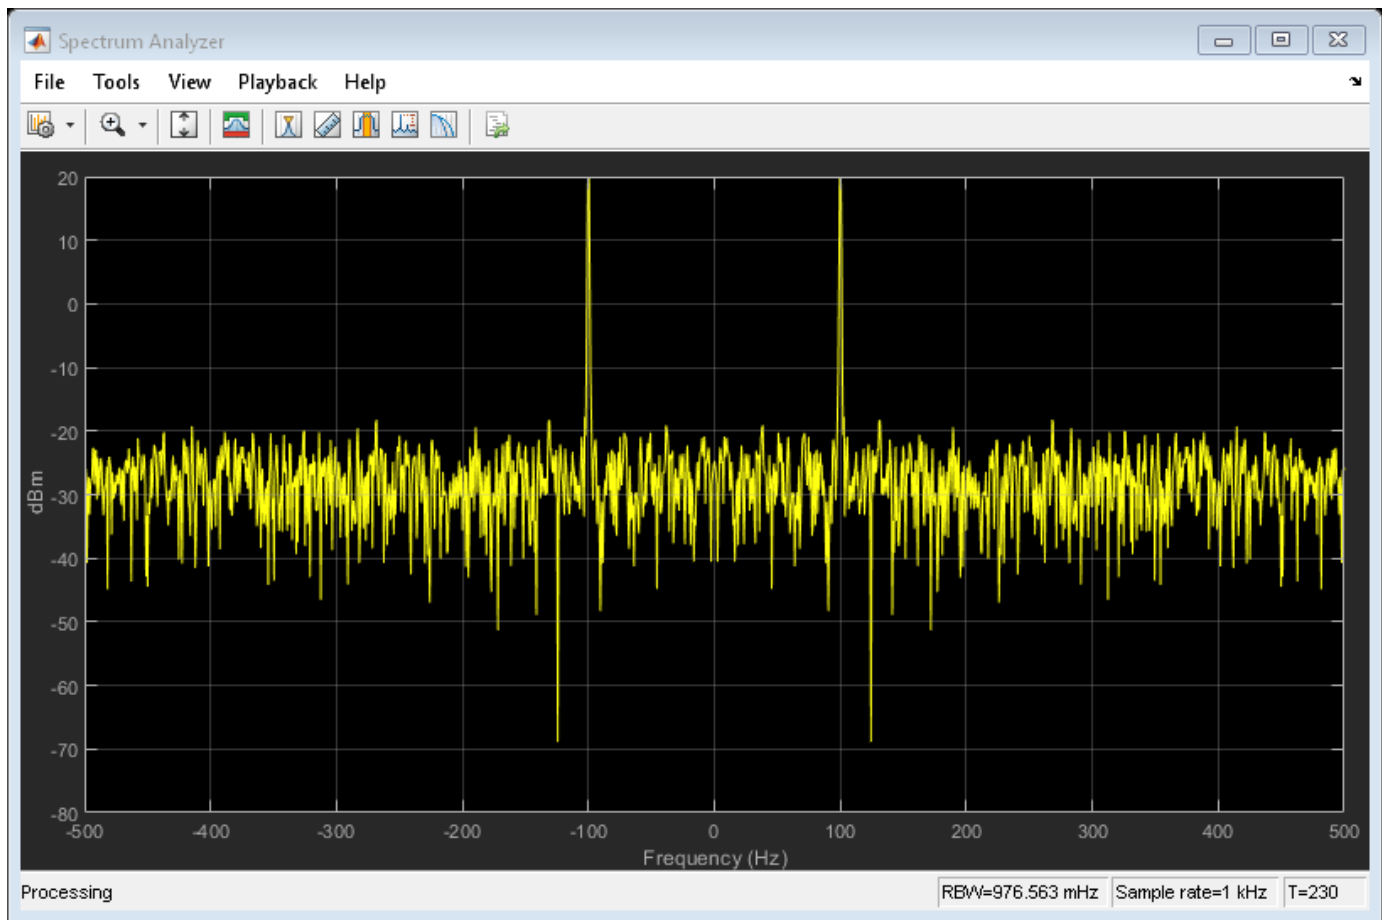 Spectrum Analyzer
File Tools View Playback Help
20
10
0
-10
-20
-30
-40
-50
-60
-70
-80
dBm
-500 -400 -300 -200 -100 0 100 200 300 400 500
Frequency (Hz)
Processing RBW=976.563 mHz Sample rate=1 kHz T=230